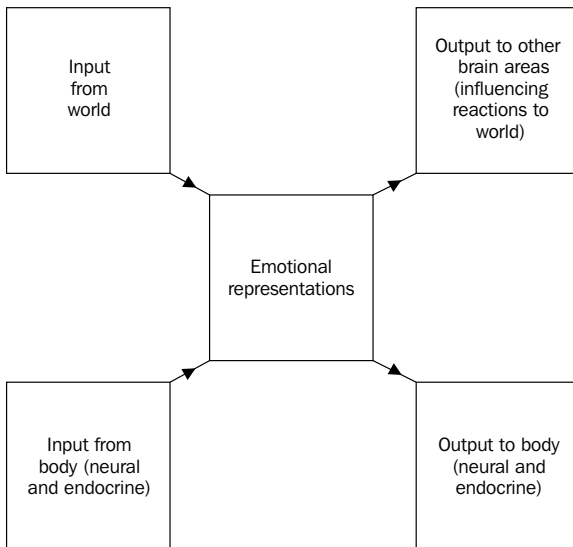 Input
from
world
Output to other
brain areas
(influencing
reactions to
world)
Emotional
representations
Input from
body (neural
and endocrine)
Output to body
(neural and
endocrine)